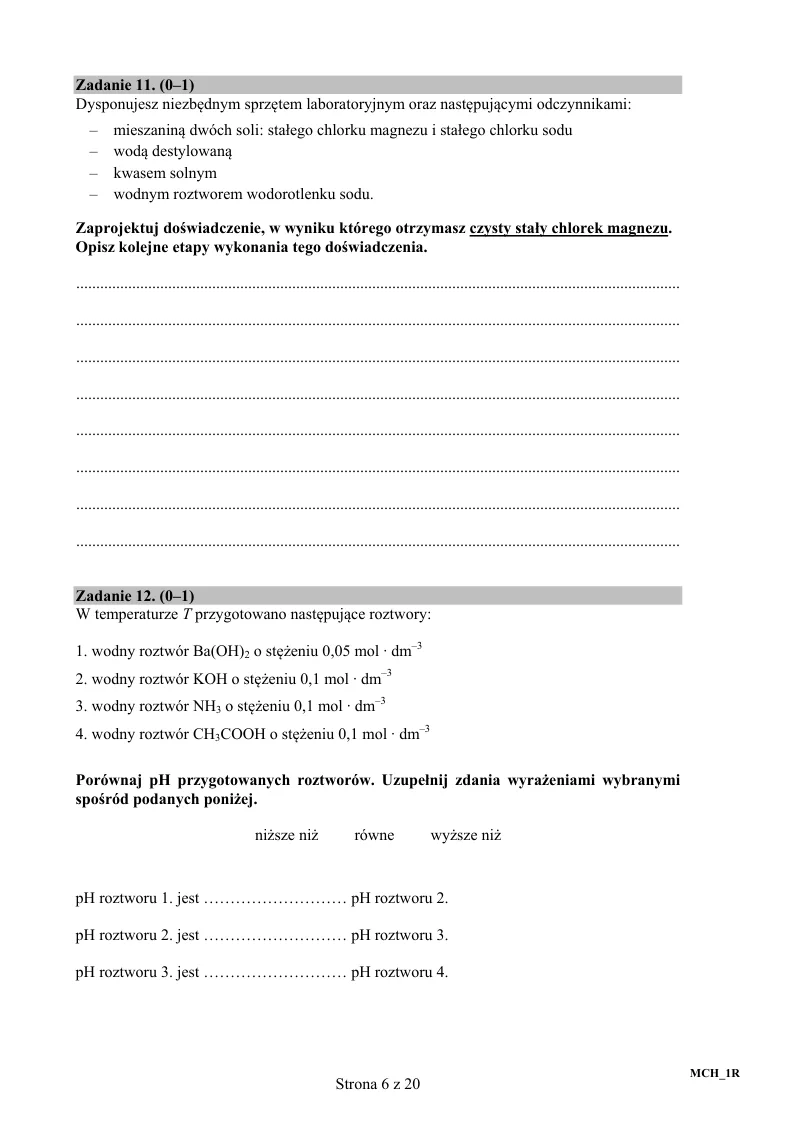 Zadanie 11. (0–1)
Dysponujesz niezbędnym sprzętem laboratoryjnym oraz następującymi odczynnikami:
– mieszaniną dwóch soli: stałego chlorku magnezu i stałego chlorku sodu
– wodą destylowaną
– kwasem solnym
– wodnym roztworem wodorotlenku sodu.
Zaprojektuj doświadczenie, w wyniku którego otrzymasz czysty stały chlorek magnezu.
Opisz kolejne etapy wykonania tego doświadczenia.
................................................................................
................................................................................
................................................................................
................................................................................
................................................................................
................................................................................
................................................................................
................................................................................
Zadanie 12. (0–1)
W temperaturze T przygotowano następujące roztwory:
1. wodny roztwór Ba(OH)₂ o stężeniu 0,05 mol · dm⁻³
2. wodny roztwór KOH o stężeniu 0,1 mol · dm⁻³
3. wodny roztwór NH₃ o stężeniu 0,1 mol · dm⁻³
4. wodny roztwór CH₃COOH o stężeniu 0,1 mol · dm⁻³
Porównaj pH przygotowanych roztworów. Uzupełnij zdania wyrażeniami wybranymi
spośród podanych poniżej.
niższe niż równe wyższe niż
pH roztworu 1. jest ……………………… pH roztworu 2.
pH roztworu 2. jest ……………………… pH roztworu 3.
pH roztworu 3. jest ……………………… pH roztworu 4.
MCH_1R
Strona 6 z 20